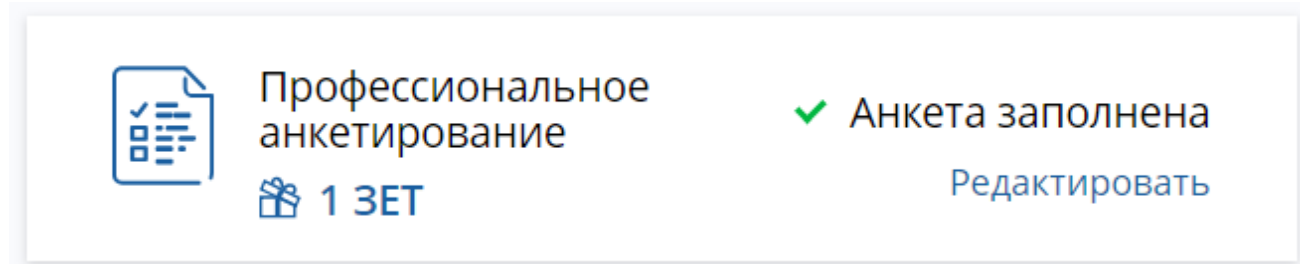 Профессиональное
анкетирование
1 ЗЕТ
Анкета заполнена
Редактировать